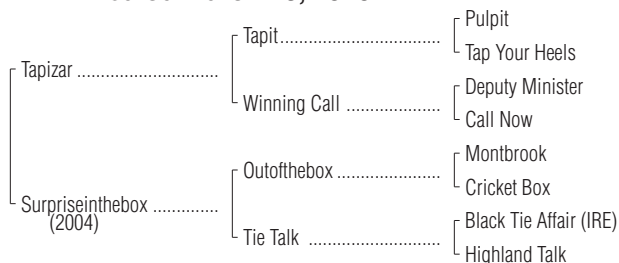 Pulpit
Tapit......................................
Tap Your Heels
Tapizar .................................
Deputy Minister
Winning Call ......................
Call Now
Montbrook
Outofthebox ........................
Cricket Box
Surpriseinthebox ...............
(2004)
Black Tie Affair (IRE)
Tie Talk ...............................
Highland Talk